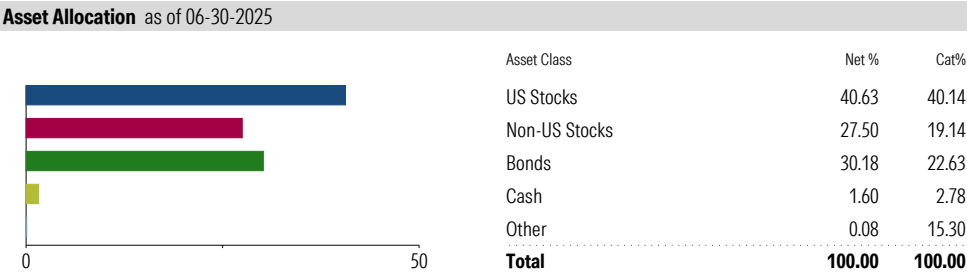 Asset Allocation as of 06-30-2025
Asset Class Net % Cat%
US Stocks 40.63 40.14
Non-US Stocks 27.50 19.14
Bonds 30.18 22.63
Cash 1.60 2.78
Other 0.08 15.30
Total 100.00 100.00
0 50